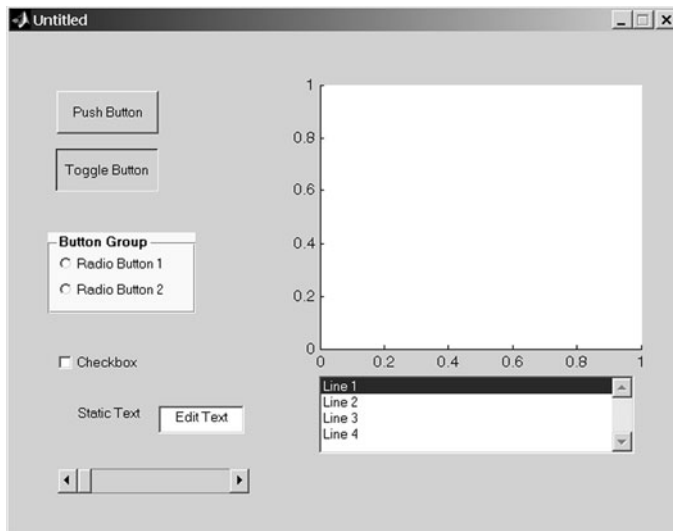 Untitled
Push Button
Toggle Button
Button Group
Radio Button 1
Radio Button 2
Checkbox
Static Text
Edit Text
1
0.8
0.6
0.4
0.2
0
0 0.2 0.4 0.6 0.8 1
Line 1
Line 2
Line 3
Line 4